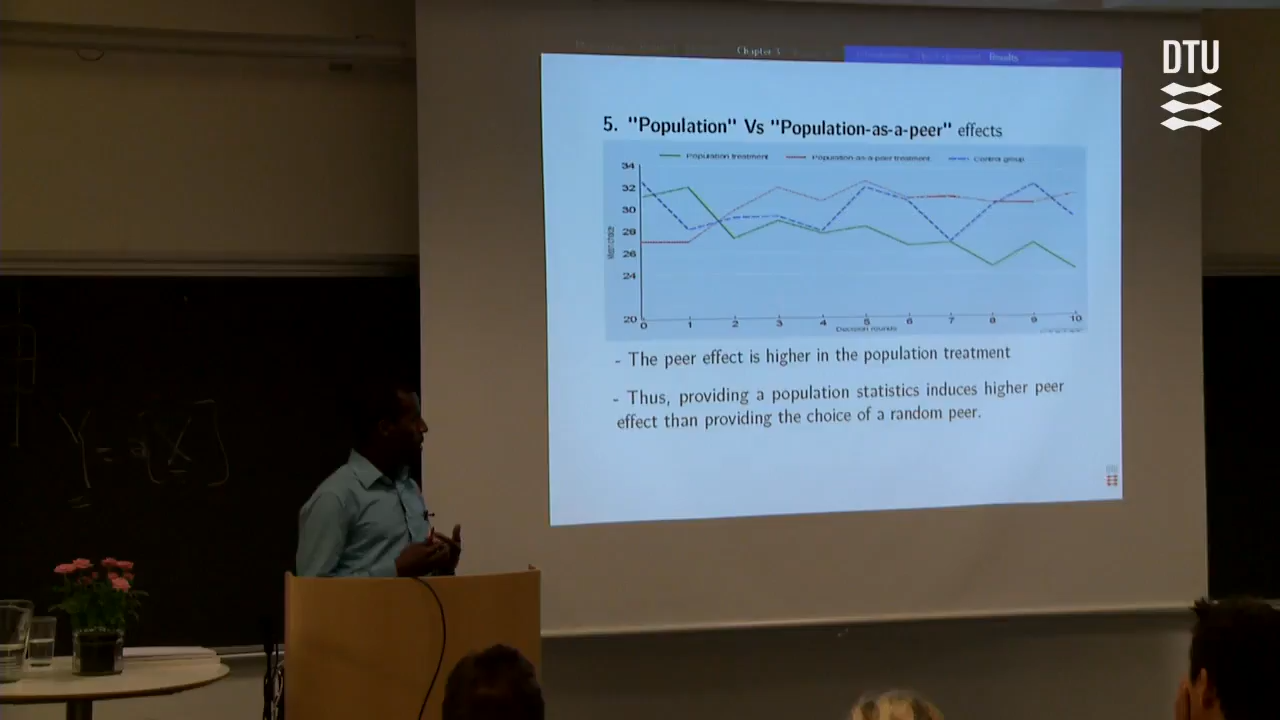 DTU
Chapter 3
Results
5. "Population" Vs "Population-as-a-peer" effects
Population treatment Population-as-a-peer treatment Control group
34
32
30
28
26
24
20
Mean choice
0 1 2 3 4 5 6 7 8 9 10
Decision rounds
- The peer effect is higher in the population treatment
- Thus, providing a population statistics induces higher peer
effect than providing the choice of a random peer.